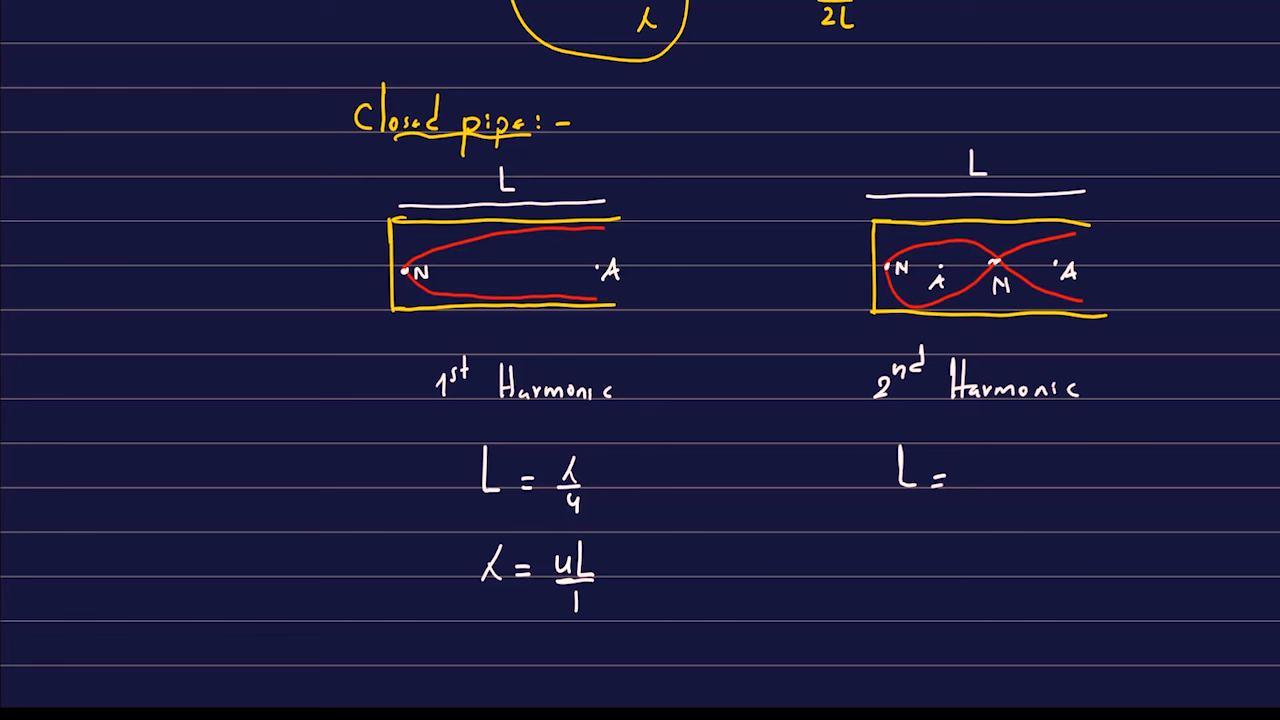 λ 2L
Closed pipe:-
L L
N A N A N A
1st Harmonic 2nd Harmonic
L = λ/4 L =
λ = 4L/1